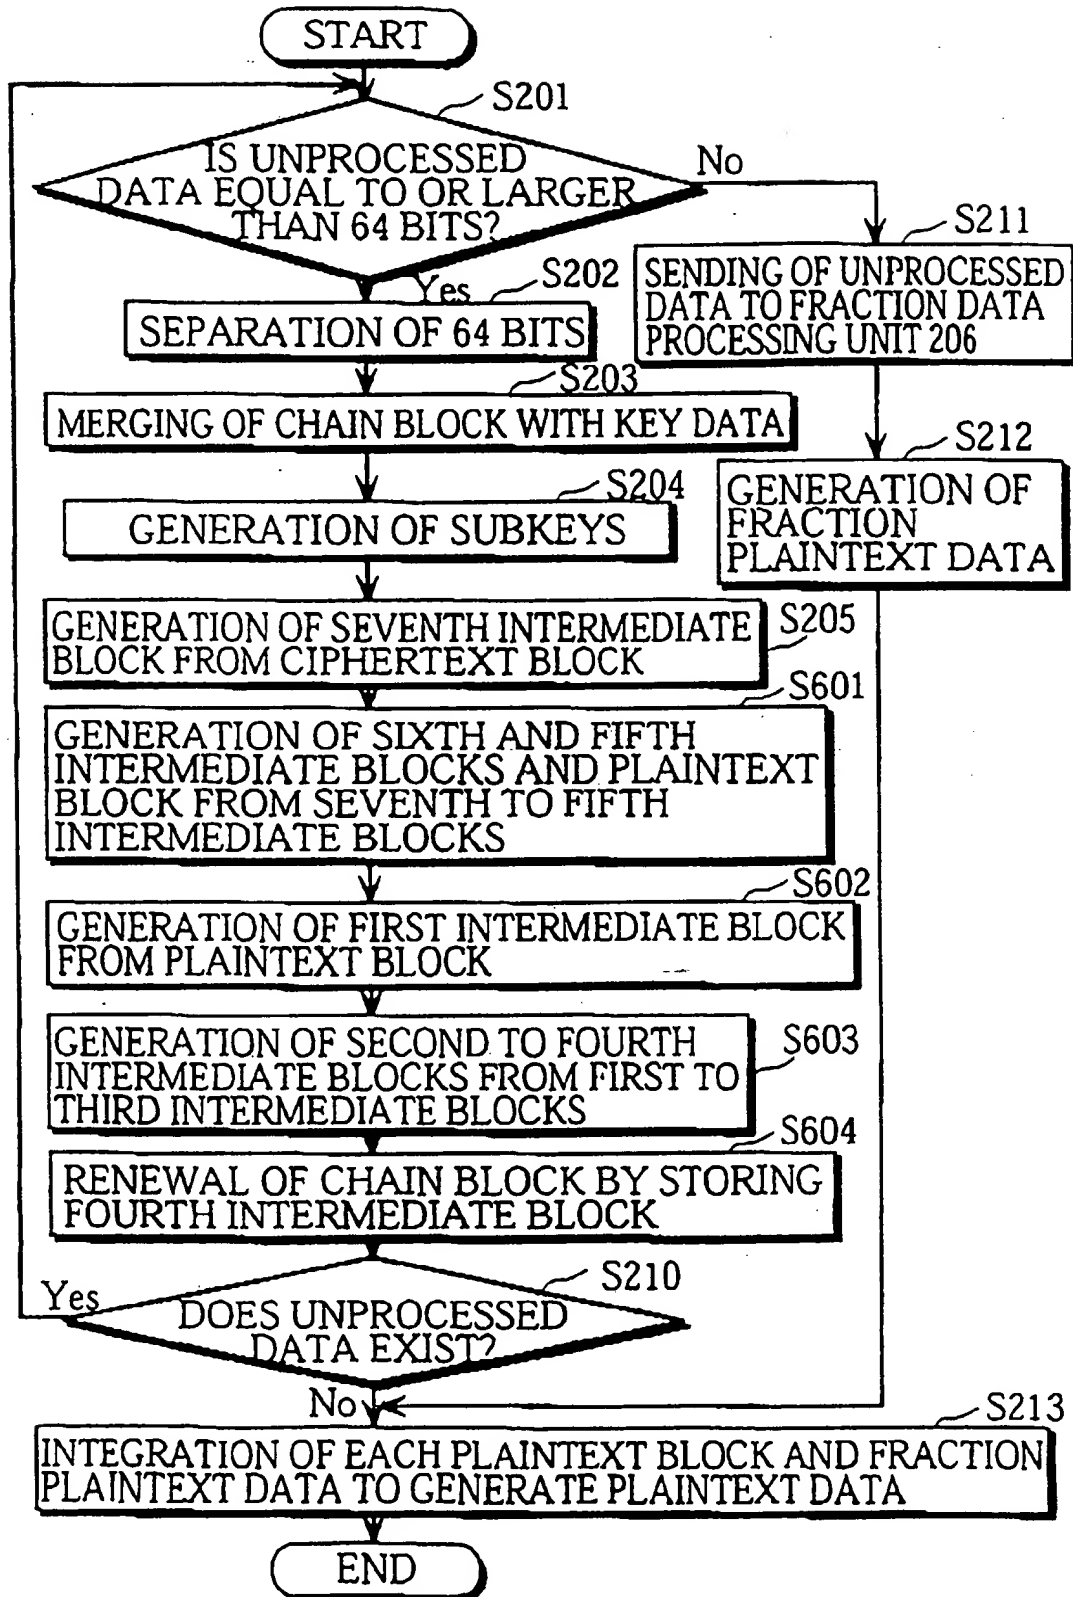 START
S201
IS UNPROCESSED
DATA EQUAL TO OR LARGER
THAN 64 BITS?
No
Yes
S202
SEPARATION OF 64 BITS
S211
SENDING OF UNPROCESSED
DATA TO FRACTION DATA
PROCESSING UNIT 206
S203
MERGING OF CHAIN BLOCK WITH KEY DATA
S212
GENERATION OF
FRACTION
PLAINTEXT DATA
S204
GENERATION OF SUBKEYS
S205
GENERATION OF SEVENTH INTERMEDIATE
BLOCK FROM CIPHERTEXT BLOCK
S601
GENERATION OF SIXTH AND FIFTH
INTERMEDIATE BLOCKS AND PLAINTEXT
BLOCK FROM SEVENTH TO FIFTH
INTERMEDIATE BLOCKS
S602
GENERATION OF FIRST INTERMEDIATE BLOCK
FROM PLAINTEXT BLOCK
S603
GENERATION OF SECOND TO FOURTH
INTERMEDIATE BLOCKS FROM FIRST TO
THIRD INTERMEDIATE BLOCKS
S604
RENEWAL OF CHAIN BLOCK BY STORING
FOURTH INTERMEDIATE BLOCK
S210
Yes
DOES UNPROCESSED
DATA EXIST?
No
S213
INTEGRATION OF EACH PLAINTEXT BLOCK AND FRACTION
PLAINTEXT DATA TO GENERATE PLAINTEXT DATA
END